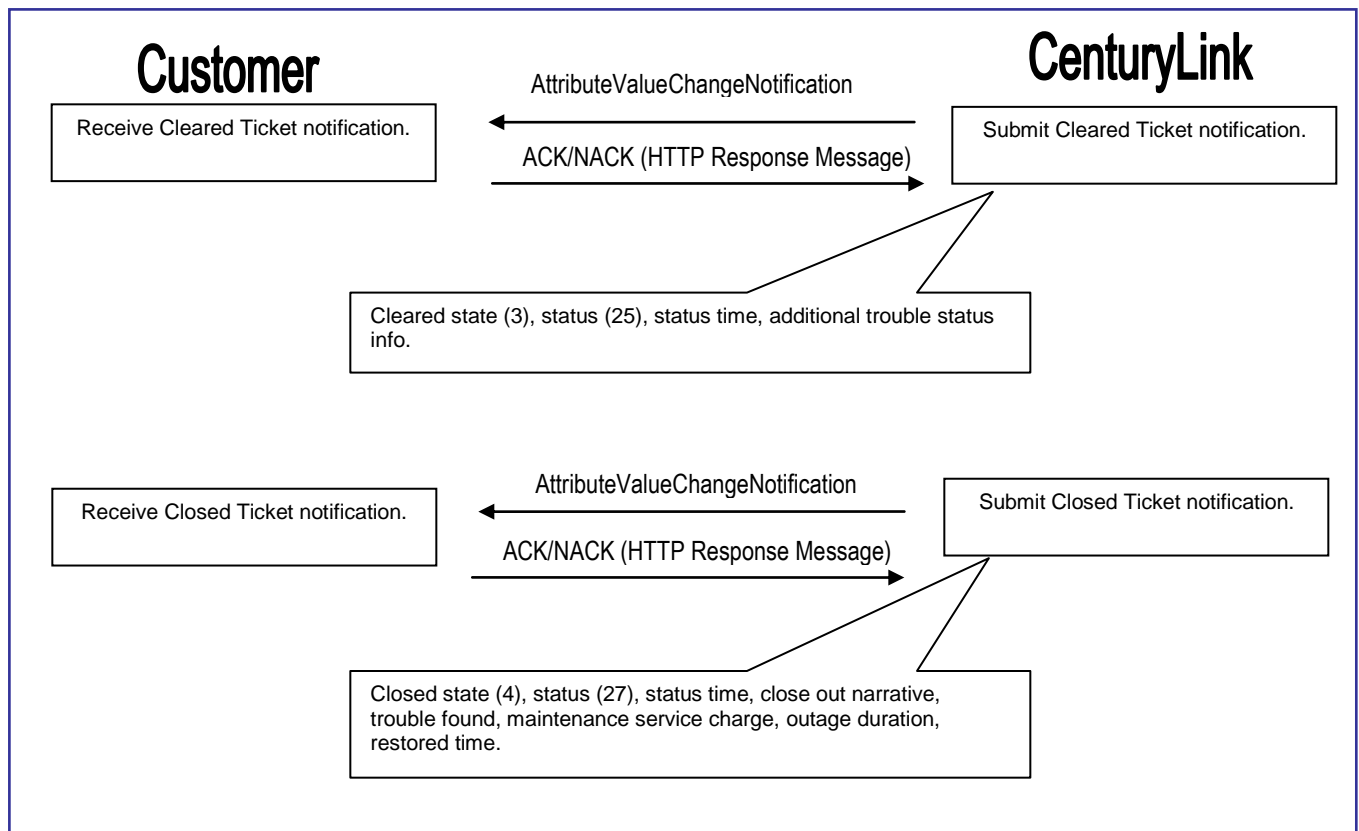 Customer
CenturyLink
AttributeValueChangeNotification
Receive Cleared Ticket notification.
Submit Cleared Ticket notification.
ACK/NACK (HTTP Response Message)
Cleared state (3), status (25), status time, additional trouble status
info.
AttributeValueChangeNotification
Receive Closed Ticket notification.
Submit Closed Ticket notification.
ACK/NACK (HTTP Response Message)
Closed state (4), status (27), status time, close out narrative,
trouble found, maintenance service charge, outage duration,
restored time.